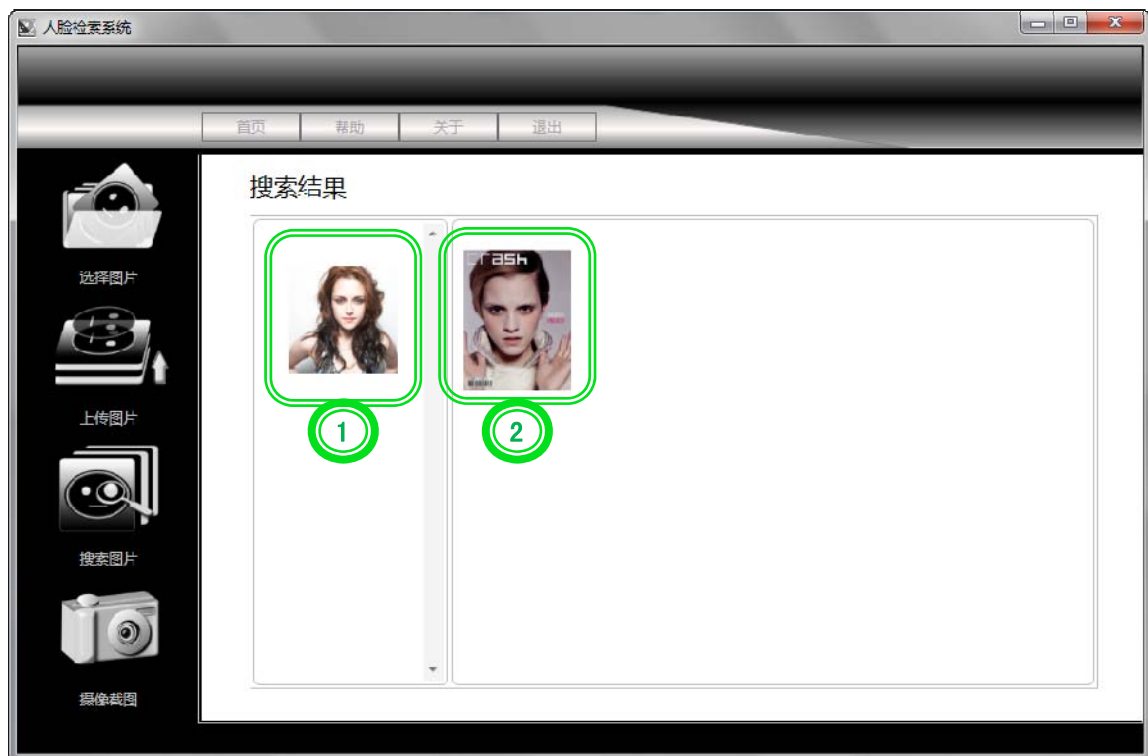 人脸检索系统
首页 帮助 关于 退出
搜索结果
选择图片
上传图片
搜索图片
摄像截图
crash
1
2